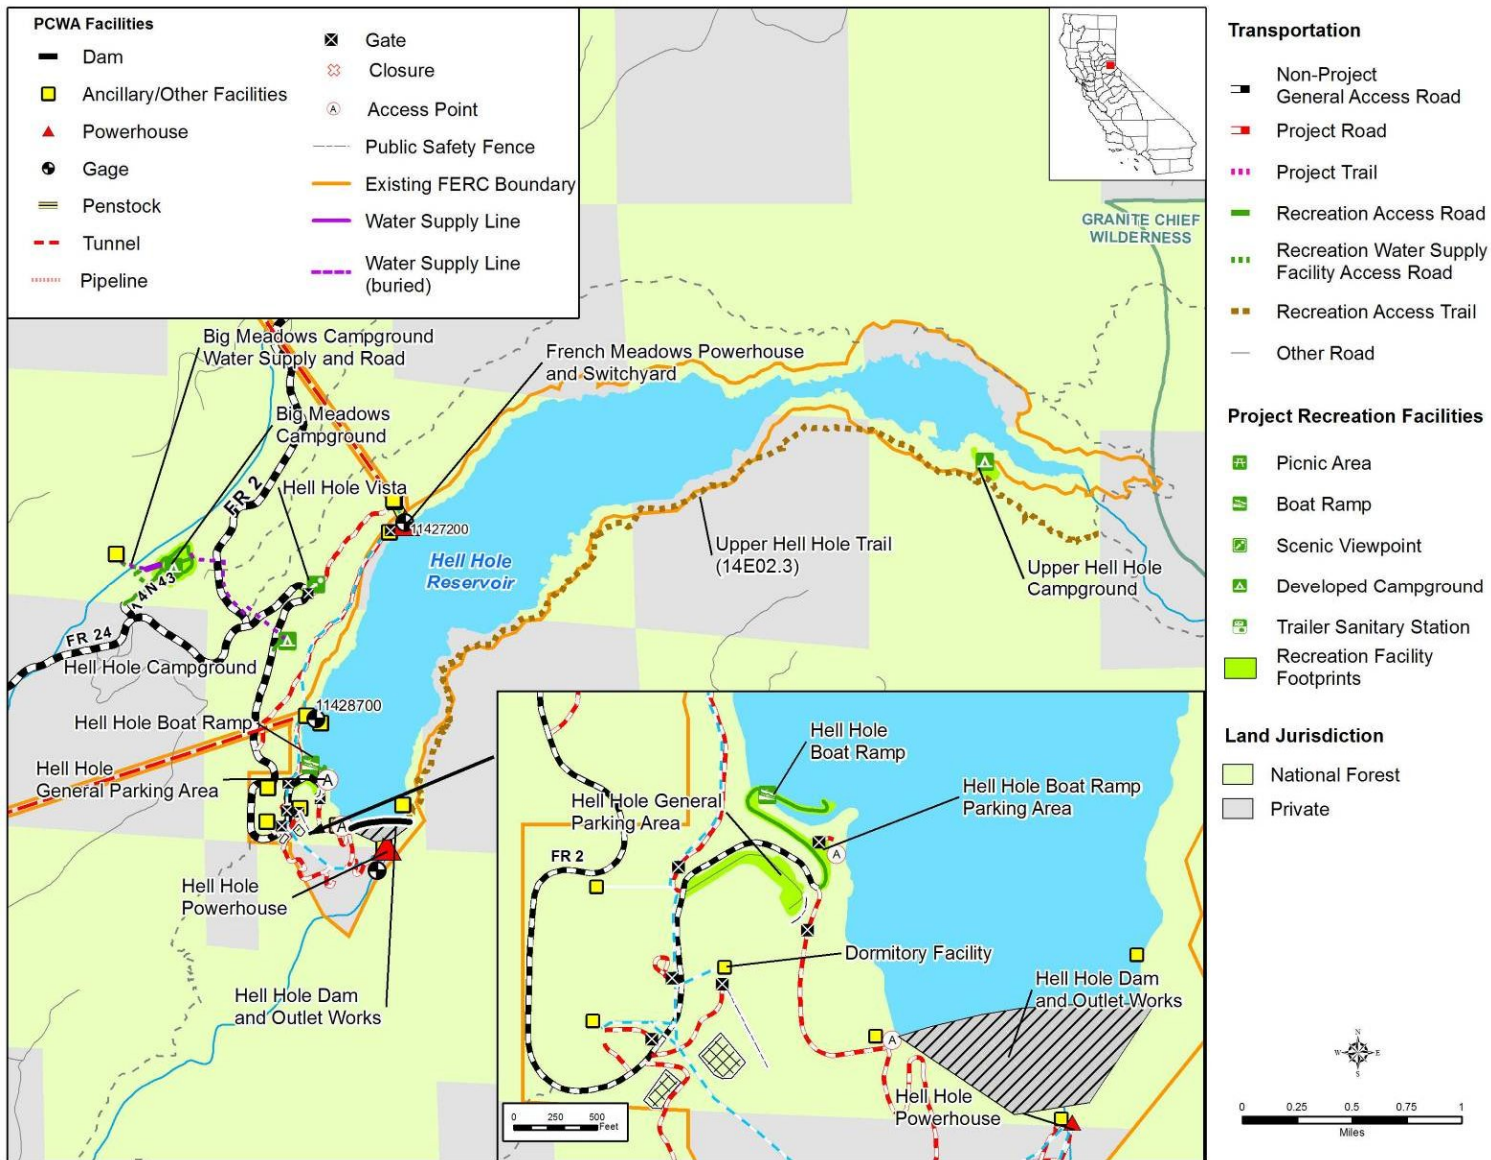 PCWA Facilities
Dam
Ancillary/Other Facilities
Powerhouse
Gage
Penstock
Tunnel
Pipeline
Gate
Closure
A
Access Point
Public Safety Fence
Existing FERC Boundary
Water Supply Line
Water Supply Line
(buried)
GRANITE CHIEF
WILDERNESS
Big Meadows Campground
Water Supply and Road
French Meadows Powerhouse
and Switchyard
Big Meadows
Campground
FR 2
Hell Hole Vista
11427200
Hell Hole
Reservoir
Upper Hell Hole Trail
(14E02.3)
Upper Hell Hole
Campground
14N43
FR 24
Hell Hole Campground
11428700
Hell Hole Boat Ramp
Hell Hole
General Parking Area
A
A
Hell Hole
Powerhouse
Hell Hole Dam
and Outlet Works
Hell Hole
Boat Ramp
Hell Hole General
Parking Area
Hell Hole Boat Ramp
Parking Area
FR 2
A
Dormitory Facility
Hell Hole Dam
and Outlet Works
A
Hell Hole
Powerhouse
0 250 500
Feet
Transportation
Non-Project
General Access Road
Project Road
Project Trail
Recreation Access Road
Recreation Water Supply
Facility Access Road
Recreation Access Trail
Other Road
Project Recreation Facilities
Picnic Area
Boat Ramp
Scenic Viewpoint
Developed Campground
Trailer Sanitary Station
Recreation Facility
Footprints
Land Jurisdiction
National Forest
Private
N
W E
S
0 0.25 0.5 0.75 1
Miles